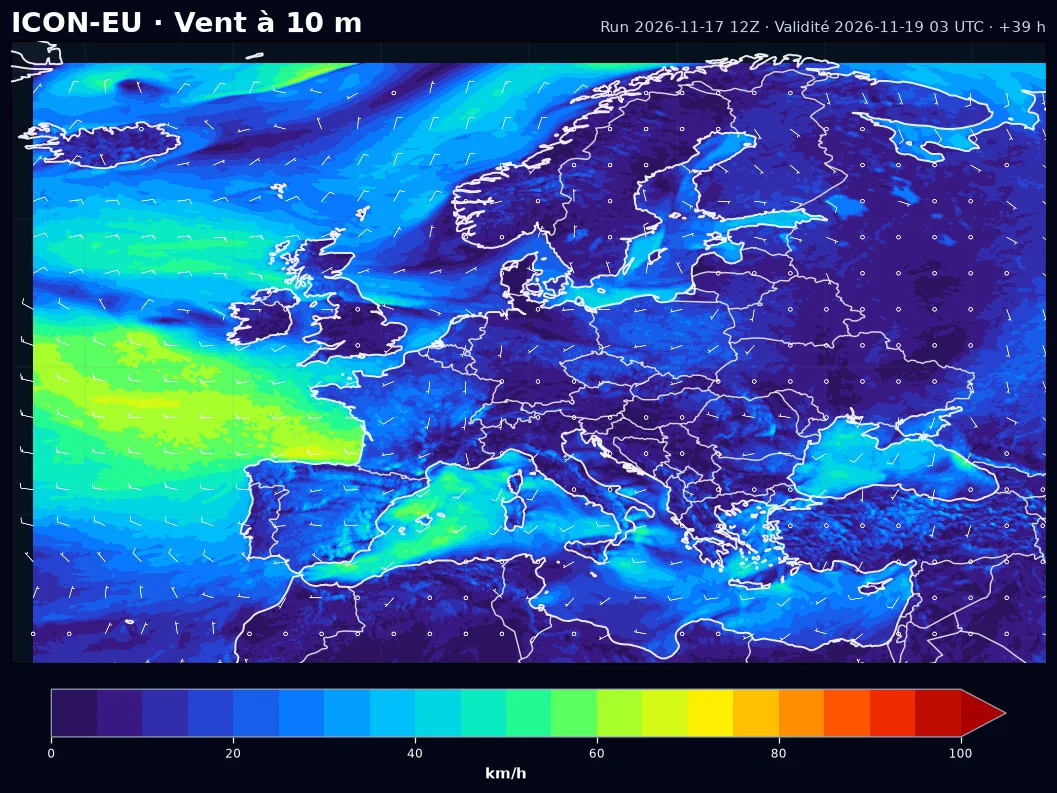 ICON-EU · Vent à 10 m
Run 2026-11-17 12Z · Validité 2026-11-19 03 UTC · +39 h
0 20 40 60 80 100
km/h